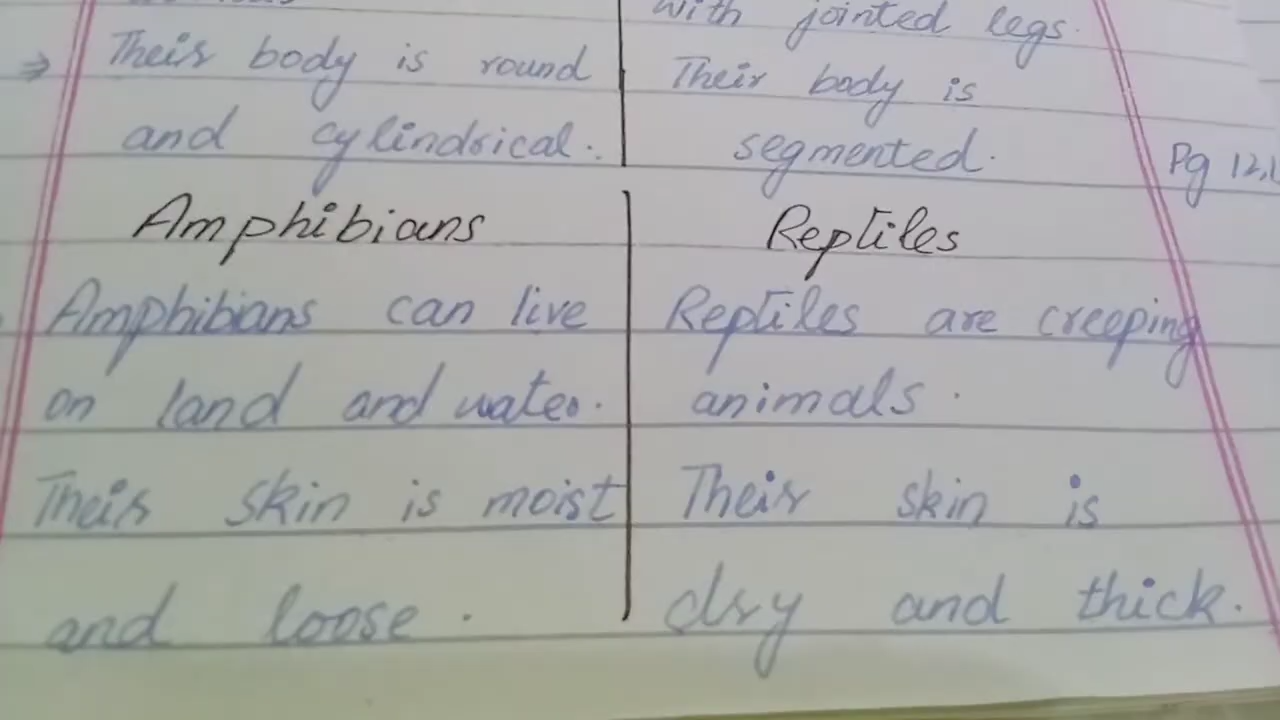 with jointed legs.
⇒ Their body is round
and cylindrical.
Their body is
segmented.
Pg 12,
Amphibians
Reptiles
Amphibians can live
on land and water.
Their skin is moist
and loose.
Reptiles are creeping
animals.
Their skin is
dry and thick.